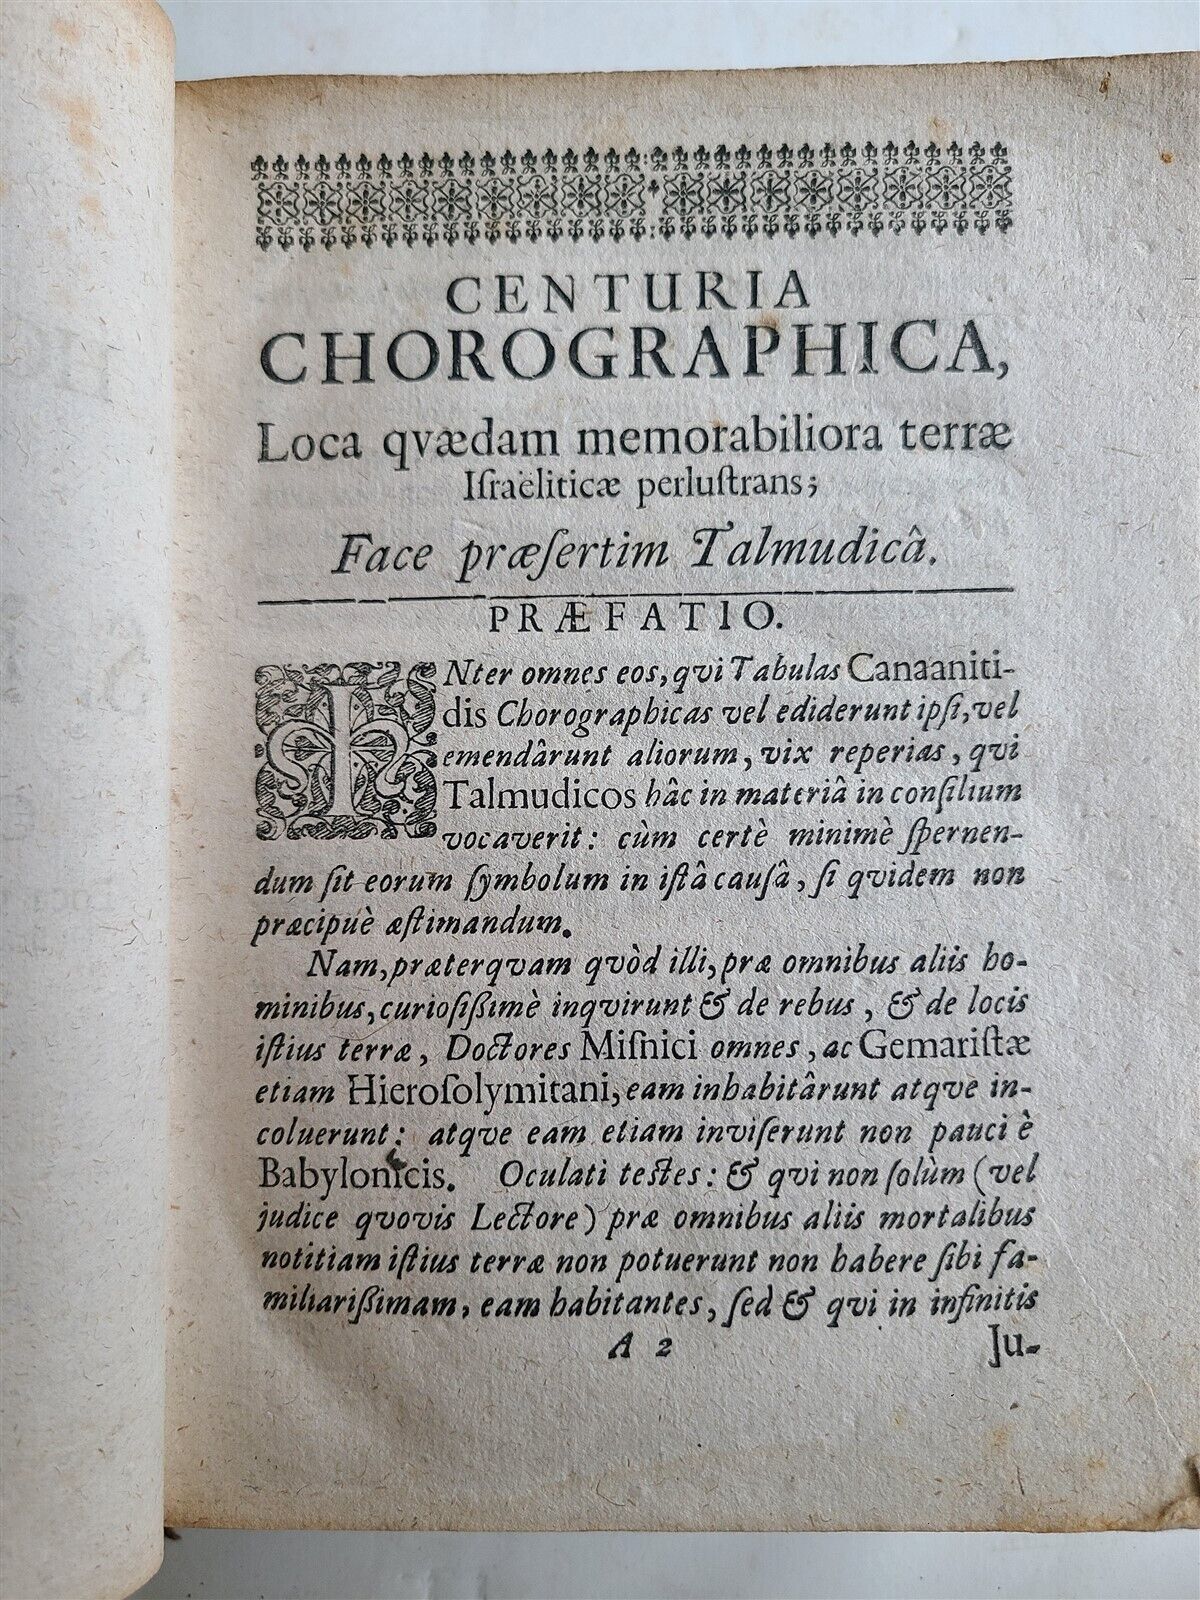 CENTURIA
CHOROGRAPHICA,
Loca qvædam memorabiliora terræ
Iſraëliticæ perluſtrans;
Face præſertim Talmudicâ.
PRÆFATIO.
INter omnes eos, qvi Tabulas Canaaniti-
dis Chorographicas vel ediderunt ipſi, vel
emendârunt aliorum, vix reperias, qvi
Talmudicos hâc in materiâ in conſilium
vocaverit: cùm certè minimè ſpernen-
dum ſit eorum ſymbolum in iſtâ cauſâ, ſi qvidem non
præcipuè æſtimandum.
Nam, præterqvam qvòd illi, præ omnibus aliis ho-
minibus, curioſißimè inqvirunt & de rebus, & de locis
iſtius terræ, Doctores Miſnici omnes, ac Gemariſtæ
etiam Hieroſolymitani, eam inhabitârunt atqve in-
coluerunt: atqve eam etiam inviſerunt non pauci è
Babylonicis. Oculati teſtes: & qvi non ſolùm (vel
judice qvovis Lectore) præ omnibus aliis mortalibus
notitiam iſtius terræ non potuerunt non habere ſibi fa-
miliarißimam, eam habitantes, ſed & qvi in infinitis
A 2
Ju-